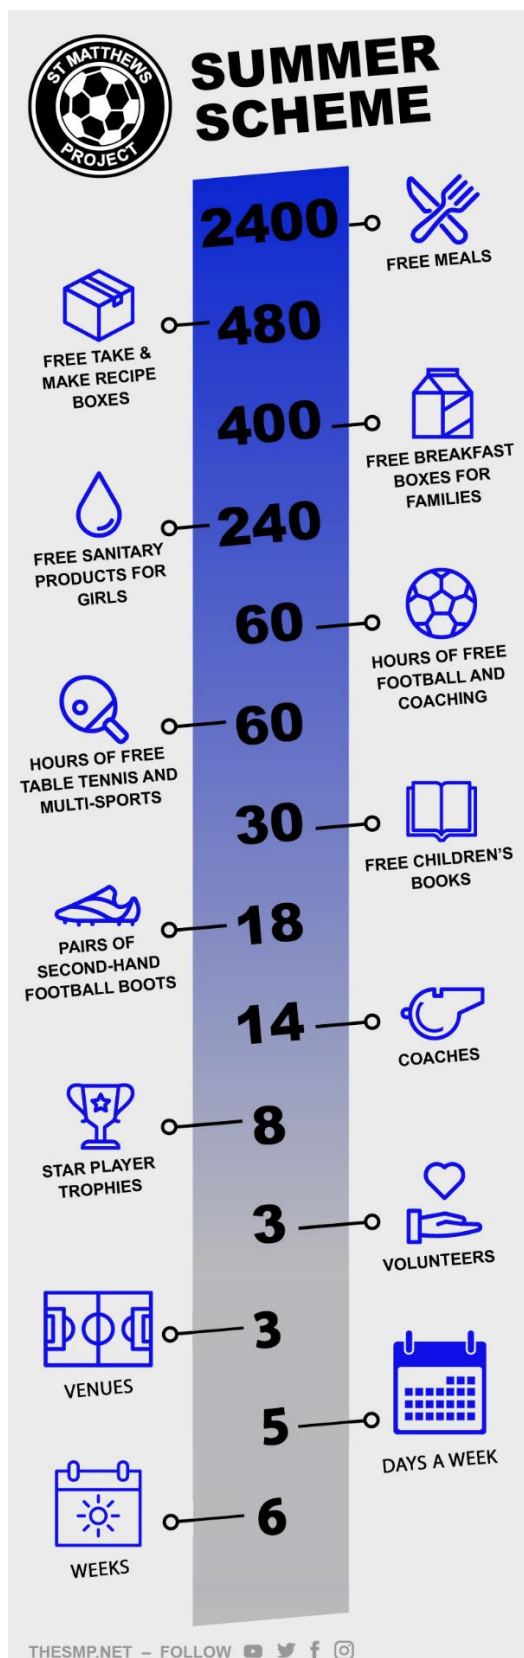 ST MATTHEWS
PROJECT
SUMMER
SCHEME
2400
FREE MEALS
480
FREE TAKE &
MAKE RECIPE
BOXES
400
FREE BREAKFAST
BOXES FOR
FAMILIES
240
FREE SANITARY
PRODUCTS FOR
GIRLS
60
HOURS OF FREE
FOOTBALL AND
COACHING
60
HOURS OF FREE
TABLE TENNIS AND
MULTI-SPORTS
30
FREE CHILDREN'S
BOOKS
18
PAIRS OF
SECOND-HAND
FOOTBALL BOOTS
14
COACHES
8
STAR PLAYER
TROPHIES
3
VOLUNTEERS
3
VENUES
5
DAYS A WEEK
6
WEEKS
THESMP.NET – FOLLOW